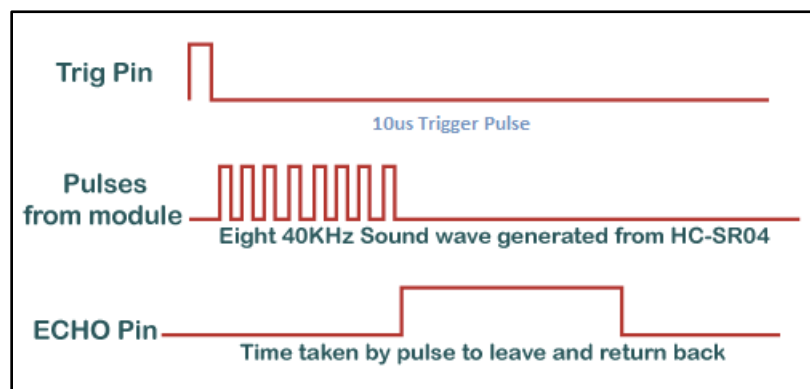 Trig Pin
10us Trigger Pulse
Pulses
from module
Eight 40KHz Sound wave generated from HC-SR04
ECHO Pin
Time taken by pulse to leave and return back